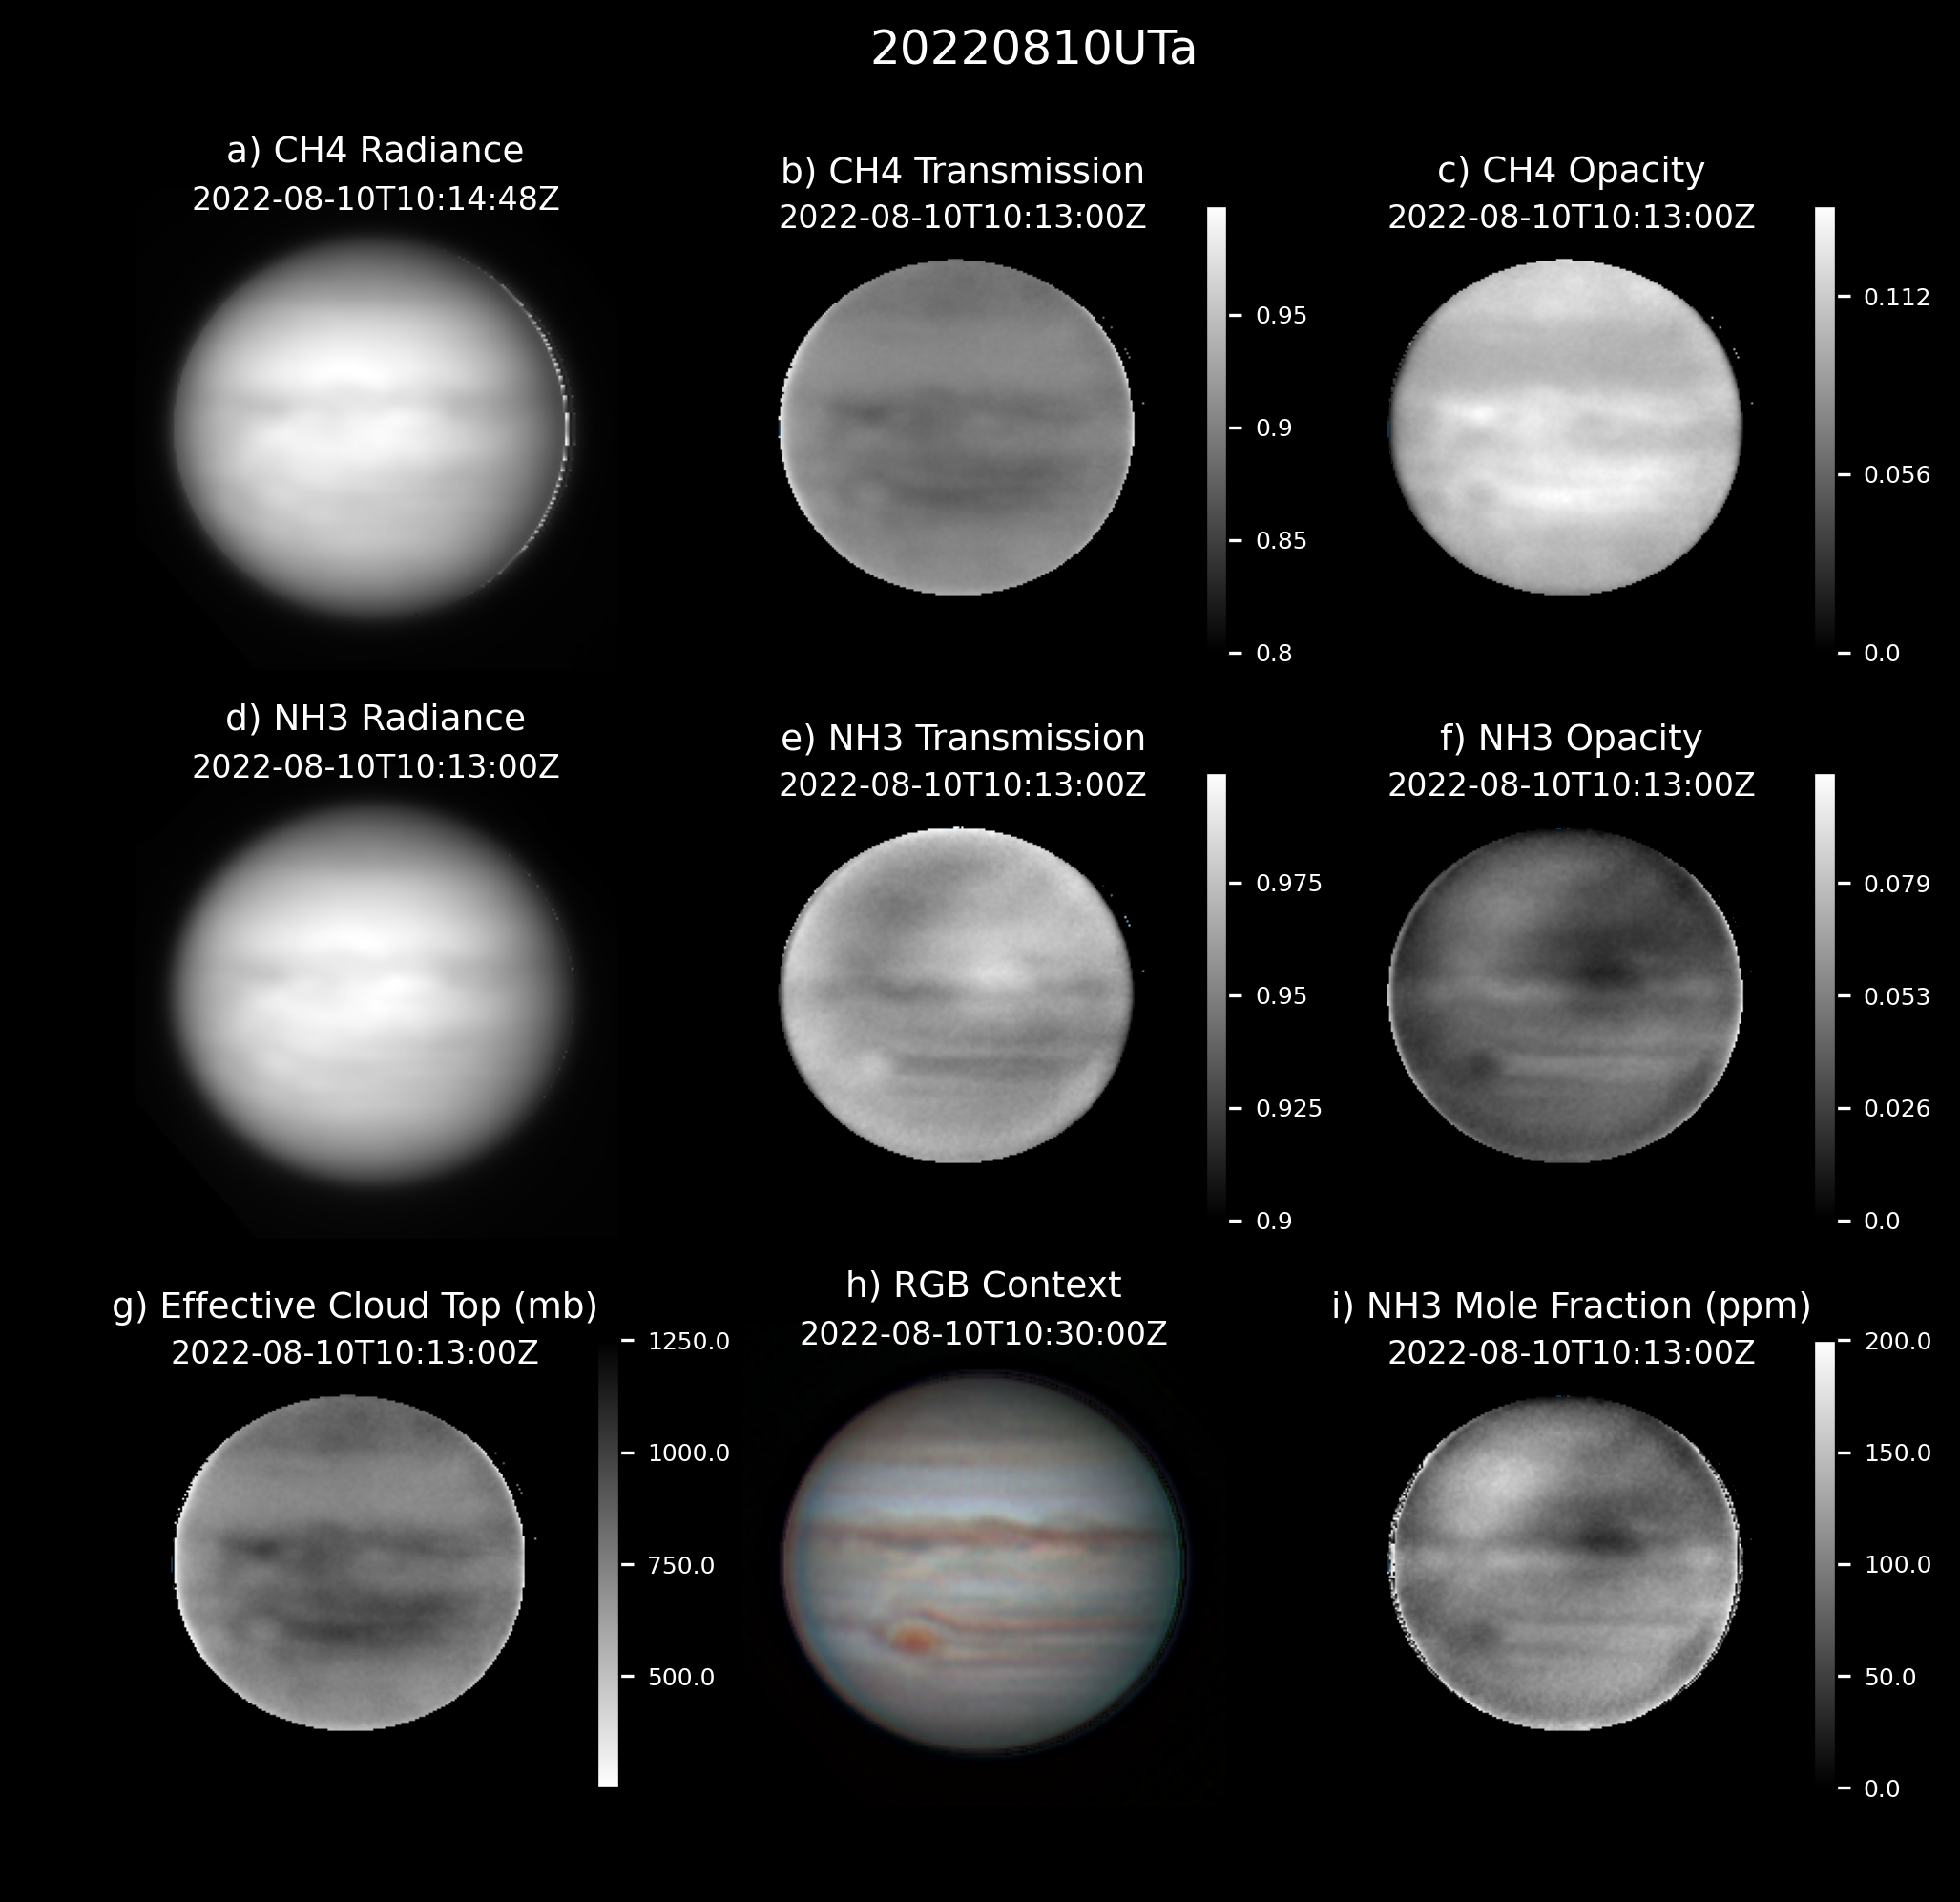 20220810UTa
a) CH4 Radiance
2022-08-10T10:14:48Z
b) CH4 Transmission
2022-08-10T10:13:00Z
0.95
0.9
0.85
0.8
c) CH4 Opacity
2022-08-10T10:13:00Z
0.112
0.056
0.0
d) NH3 Radiance
2022-08-10T10:13:00Z
e) NH3 Transmission
2022-08-10T10:13:00Z
0.975
0.95
0.925
0.9
f) NH3 Opacity
2022-08-10T10:13:00Z
0.079
0.053
0.026
0.0
g) Effective Cloud Top (mb)
2022-08-10T10:13:00Z
1250.0
1000.0
750.0
500.0
h) RGB Context
2022-08-10T10:30:00Z
i) NH3 Mole Fraction (ppm)
2022-08-10T10:13:00Z
200.0
150.0
100.0
50.0
0.0